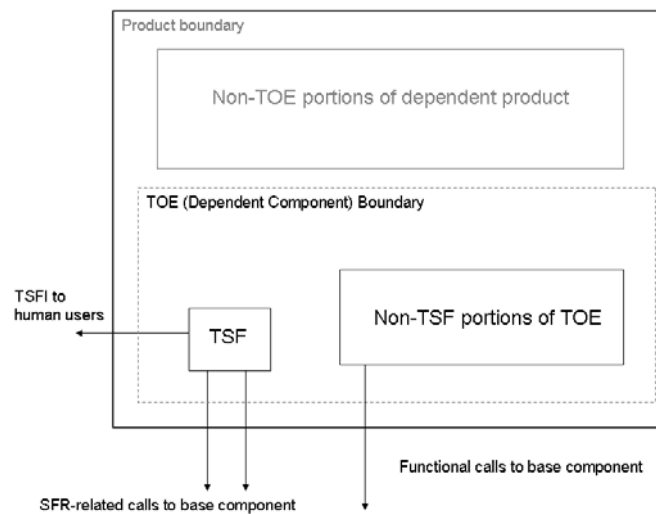 Product boundary
Non-TOE portions of dependent product
TOE (Dependent Component) Boundary
TSFI to
human users
TSF
Non-TSF portions of TOE
Functional calls to base component
SFR-related calls to base component